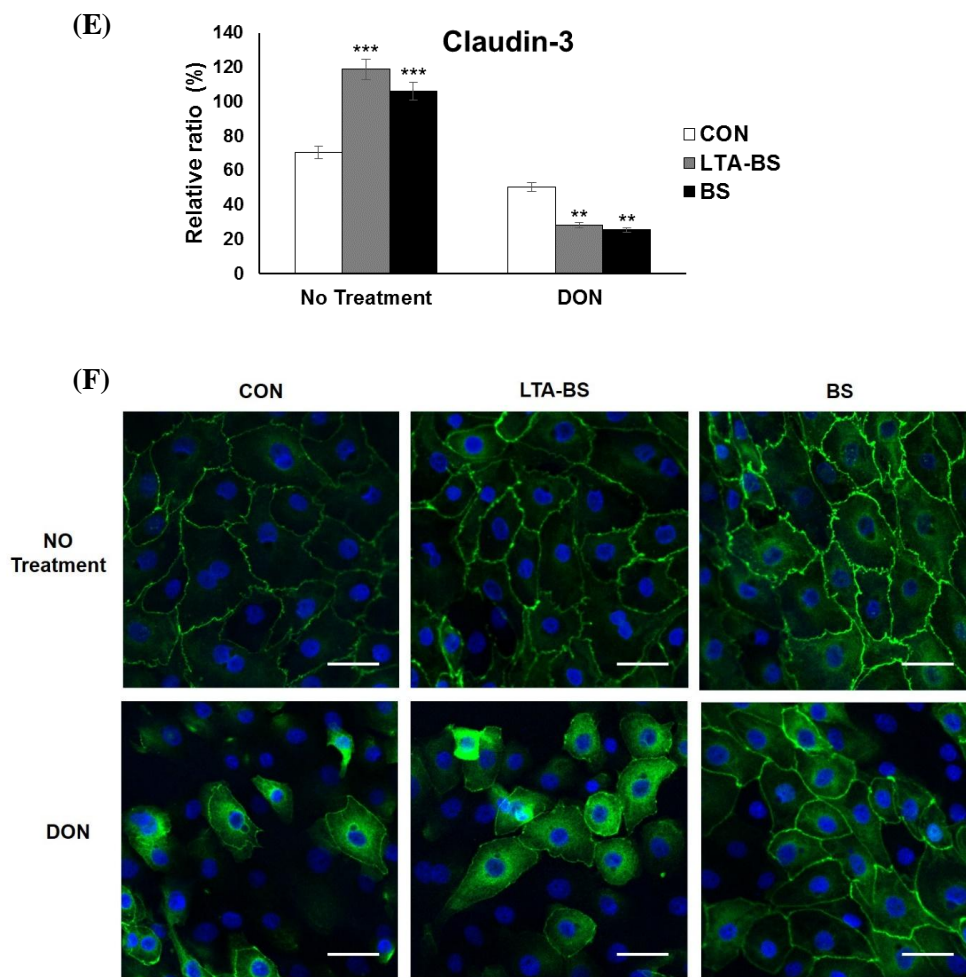 (E)
Claudin-3
Relative ratio (%)
140
120
100
80
60
40
20
0
***
***
**
**
No Treatment
DON
CON
LTA-BS
BS
(F)
CON
LTA-BS
BS
NO
Treatment
DON